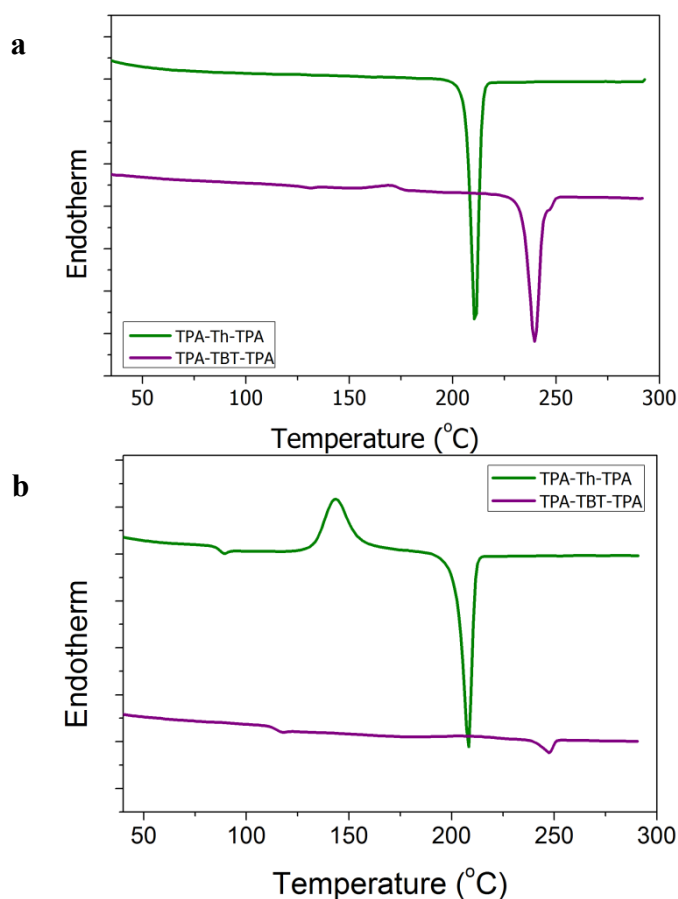 a
Endotherm
TPA-Th-TPA
TPA-TBT-TPA
50 100 150 200 250 300
Temperature (°C)
b
Endotherm
TPA-Th-TPA
TPA-TBT-TPA
50 100 150 200 250 300
Temperature (°C)